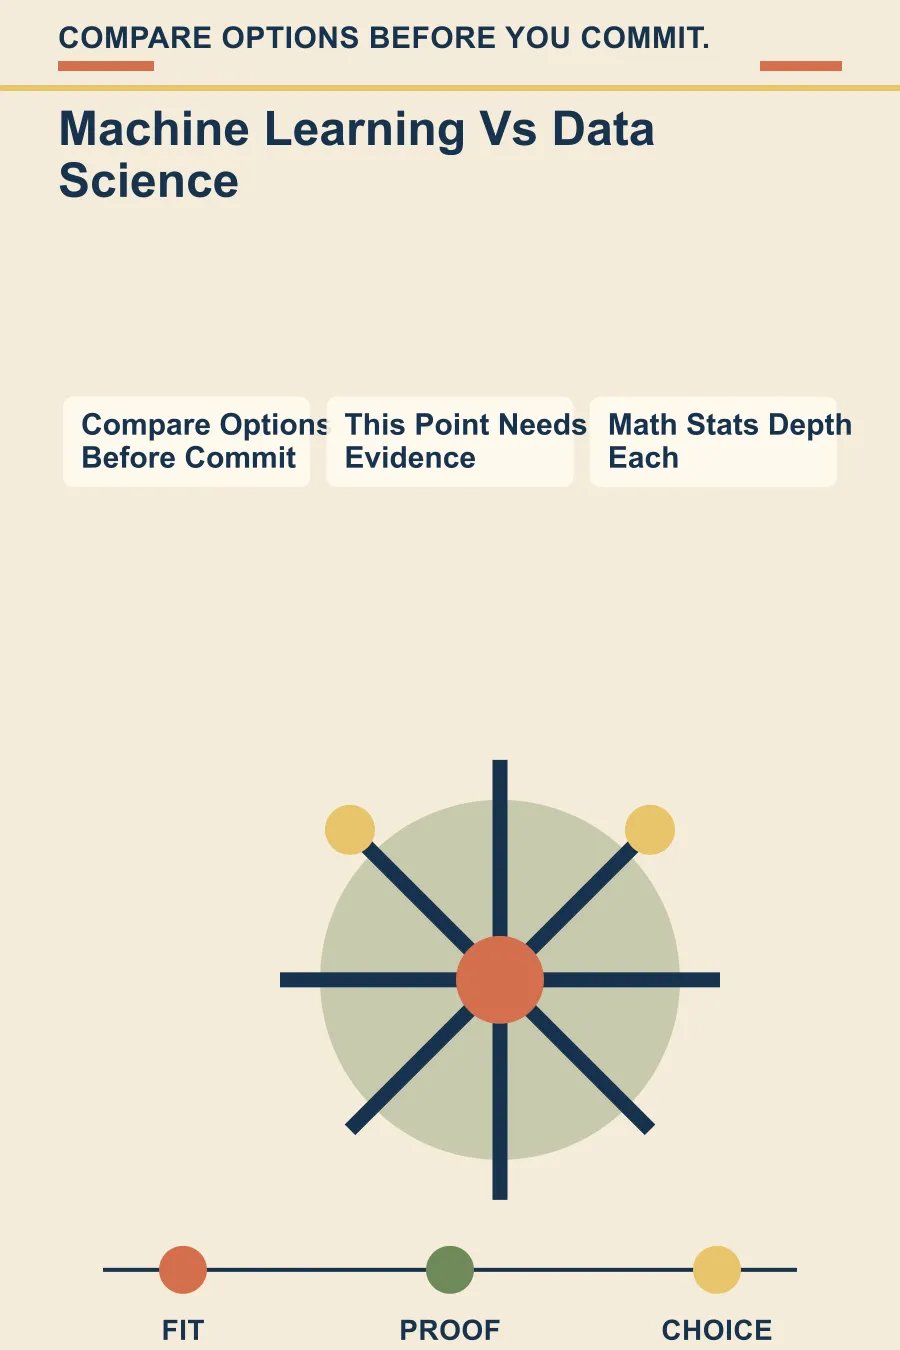 COMPARE OPTIONS BEFORE YOU COMMIT.
Machine Learning Vs Data
Science
Compare Options
Before Commit
This Point Needs
Evidence
Math Stats Depth
Each
FIT
PROOF
CHOICE